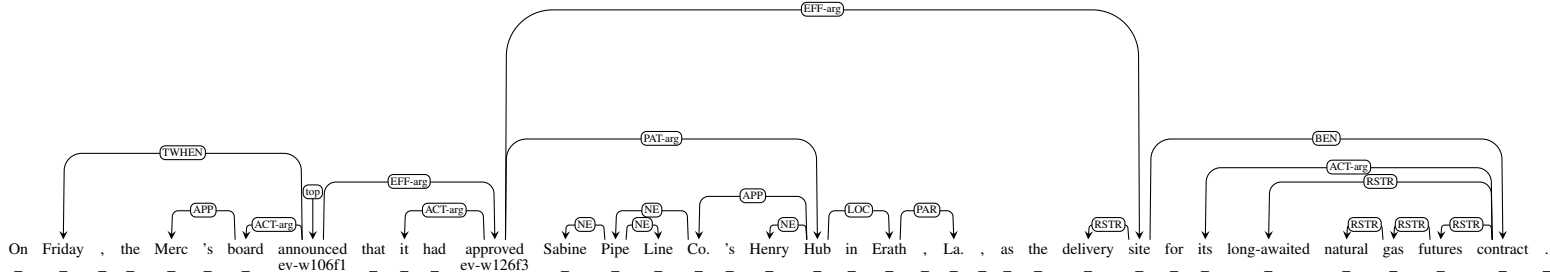 EFF-arg
PAT-arg BEN
TWHEN
ACT-arg
EFF-arg RSTR
top
NE APP
APP ACT-arg NE LOC PAR
ACT-arg NE NE NE RSTR RSTR RSTR RSTR
On Friday , the Merc 's board announced that it had approved Sabine Pipe Line Co. 's Henry Hub in Erath , La. , as the delivery site for its long-awaited natural gas futures contract .
_ _ _ _ _ _ _ ev-w106f1 _ _ _ ev-w126f3 _ _ _ _ _ _ _ _ _ _ _ _ _ _ _ _ _ _ _ _ _ _ _ _ _